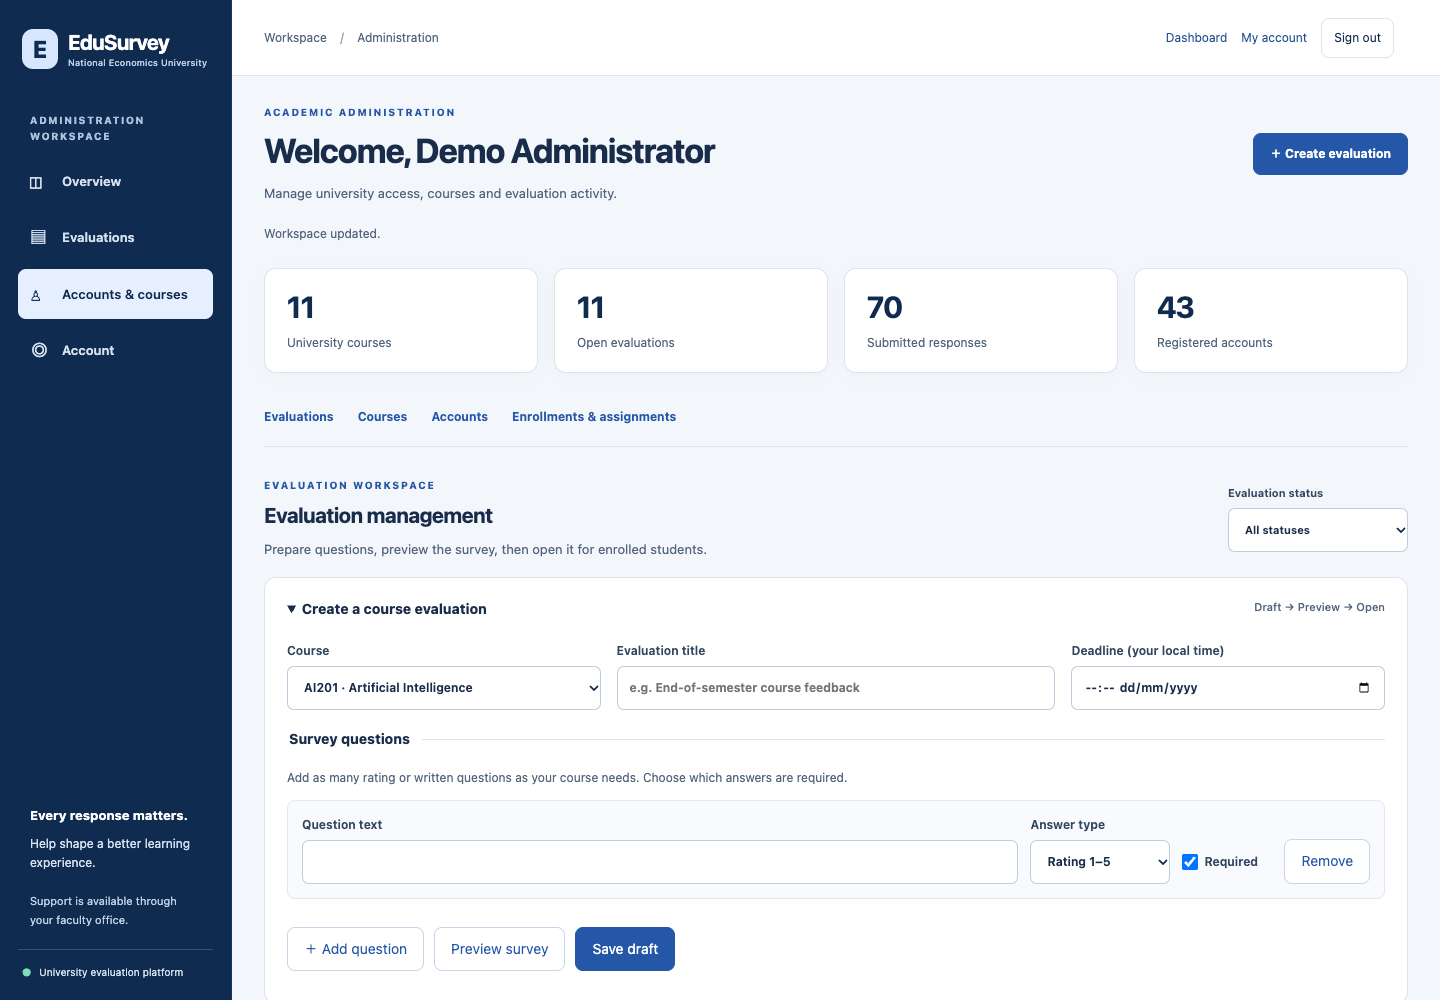 E
EduSurvey
National Economics University
ADMINISTRATION
WORKSPACE
Overview
Evaluations
Accounts & courses
Account
Every response matters.
Help shape a better learning
experience.
Support is available through
your faculty office.
University evaluation platform
Workspace / Administration
Dashboard My account Sign out
ACADEMIC ADMINISTRATION
Welcome, Demo Administrator
+ Create evaluation
Manage university access, courses and evaluation activity.
Workspace updated.
11
University courses
11
Open evaluations
70
Submitted responses
43
Registered accounts
Evaluations Courses Accounts Enrollments & assignments
EVALUATION WORKSPACE
Evaluation management
Prepare questions, preview the survey, then open it for enrolled students.
Evaluation status
All statuses
▼ Create a course evaluation
Draft → Preview → Open
Course
AI201 · Artificial Intelligence
Evaluation title
e.g. End-of-semester course feedback
Deadline (your local time)
--:-- dd/mm/yyyy
Survey questions
Add as many rating or written questions as your course needs. Choose which answers are required.
Question text
Answer type
Rating 1–5
Required
Remove
+ Add question
Preview survey
Save draft